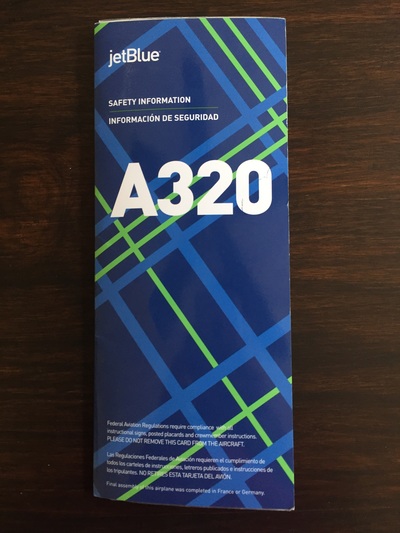 jetBlue
SAFETY INFORMATION
INFORMACIÓN DE SEGURIDAD
A320
Federal Aviation Regulations require compliance with all
instructional signs, posted placards and crewmember instructions.
PLEASE DO NOT REMOVE THIS CARD FROM THE AIRCRAFT.
Las Regulaciones Federales de Aviación requieren el cumplimiento de
todos los carteles de instrucciones, letreros publicados e instrucciones de
los tripulantes. NO RETIRES ESTA TARJETA DEL AVIÓN.
Final assembly of this airplane was completed in France or Germany.